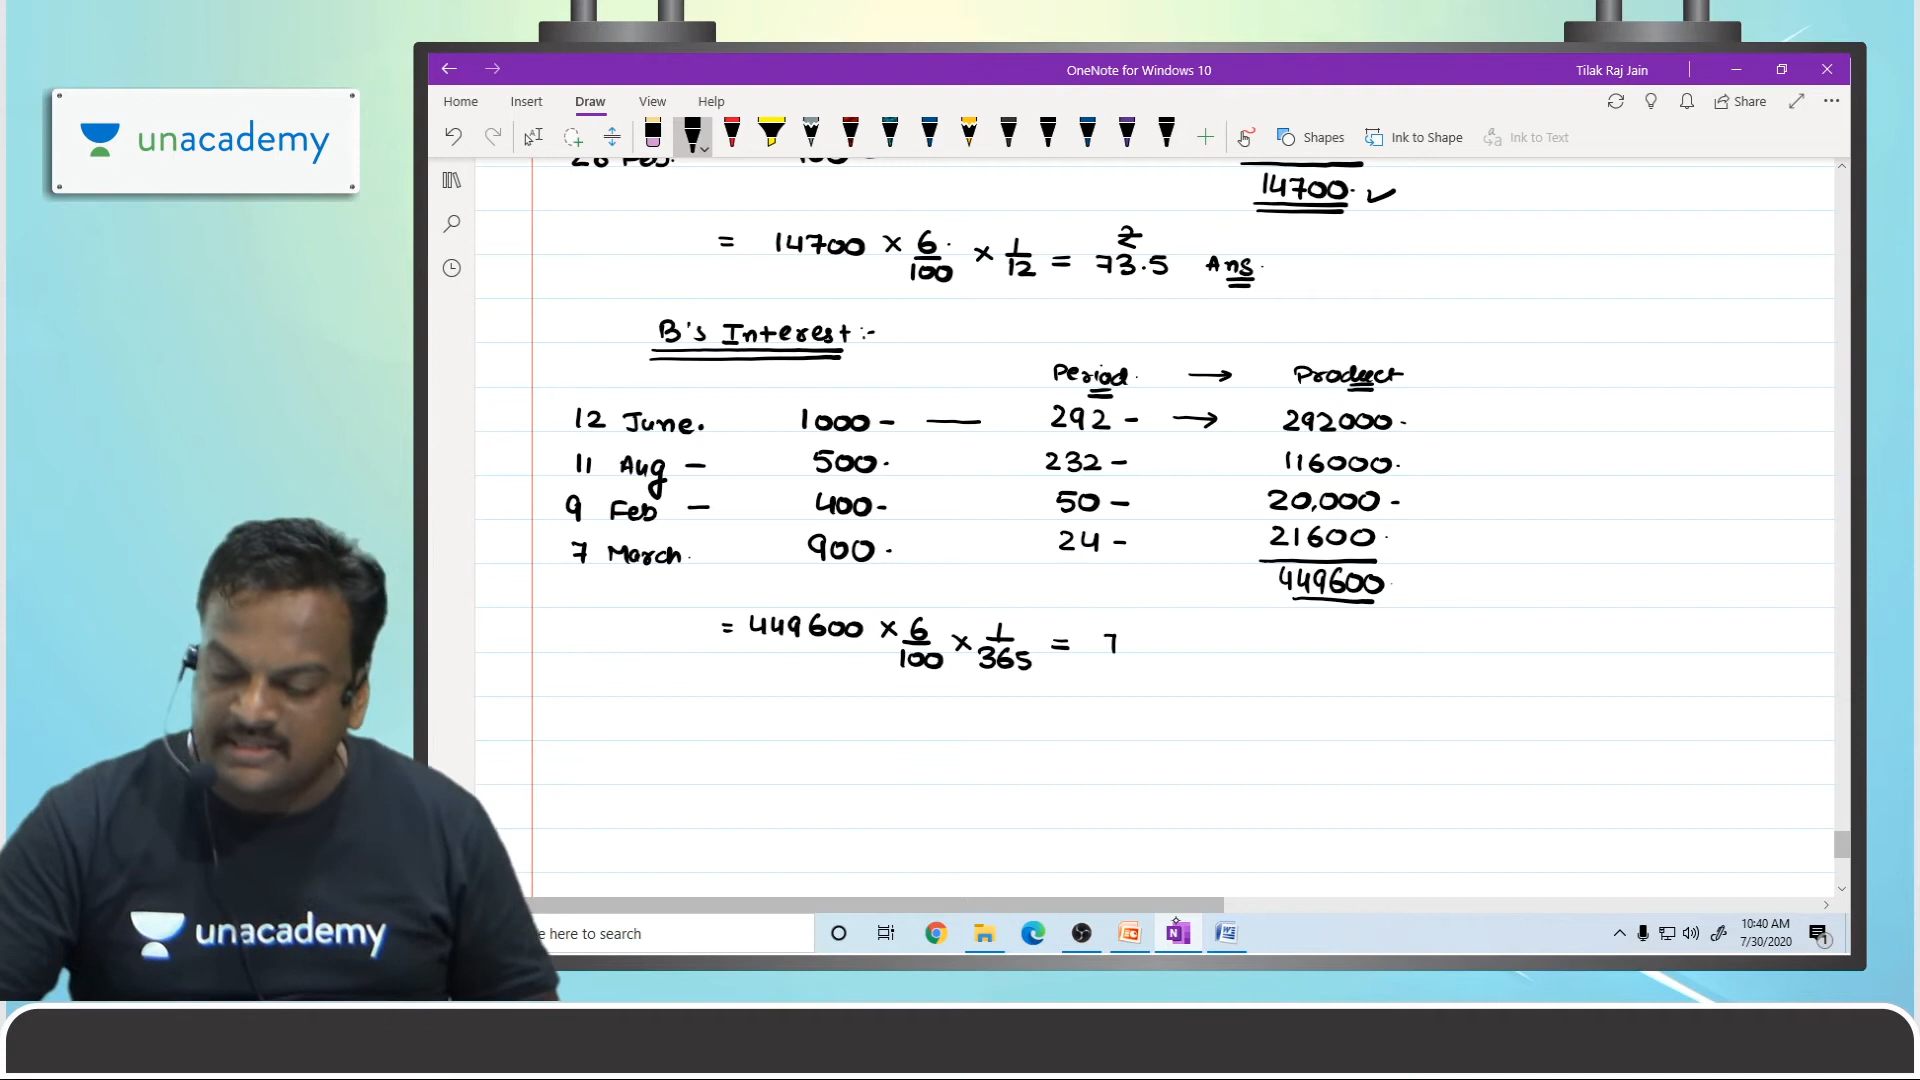 unacademy
OneNote for Windows 10
Tilak Raj Jain
Home Insert Draw View Help
Share
Shapes Ink to Shape Ink to Text
14700 ✓
= 14700 × 6/100 × 1/12 = 73.5 Ans
B's Interest :-
Period → Product
12 June. 1000 - — 292 - → 292000
11 Aug - 500 232 - 116000
9 Feb - 400 - 50 - 20,000 -
7 March 900 24 - 21600
449600
= 449600 × 6/100 × 1/365 = 7
unacademy
e here to search
10:40 AM
7/30/2020
1